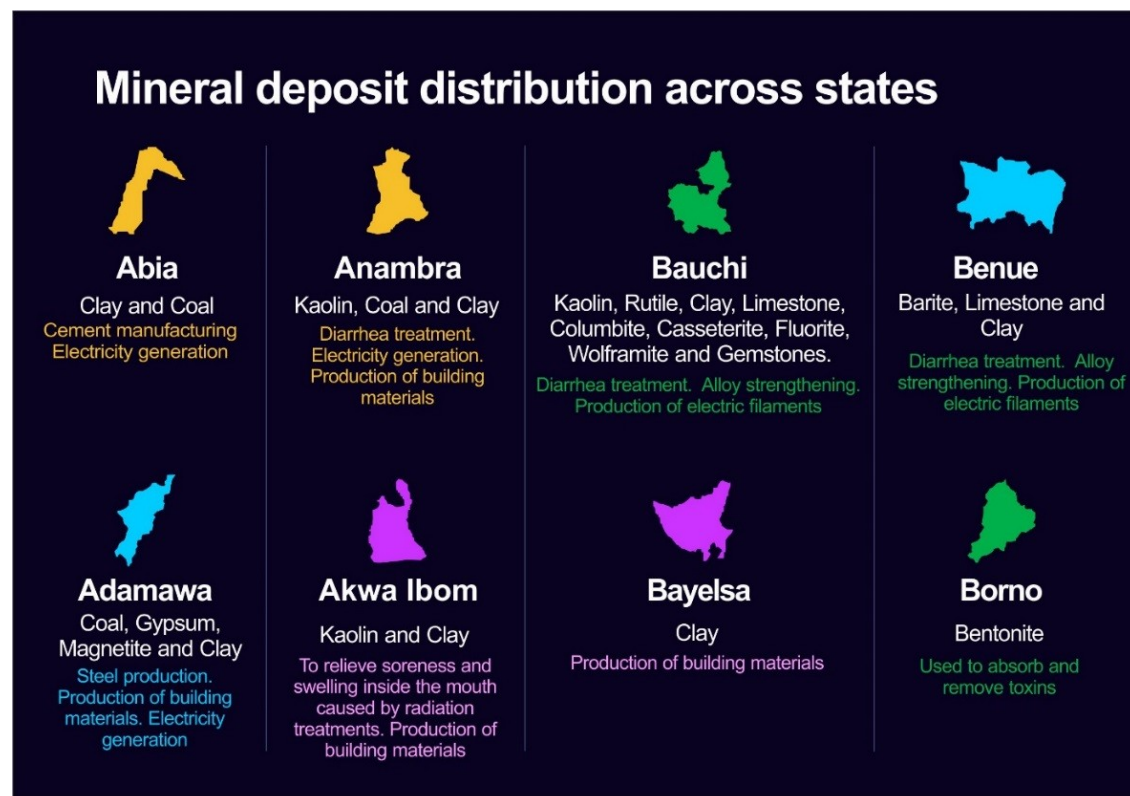 Mineral deposit distribution across states
Abia
Clay and Coal
Cement manufacturing
Electricity generation
Anambra
Kaolin, Coal and Clay
Diarrhea treatment.
Electricity generation.
Production of building
materials
Bauchi
Kaolin, Rutile, Clay, Limestone,
Columbite, Casseterite, Fluorite,
Wolframite and Gemstones.
Diarrhea treatment. Alloy strengthening.
Production of electric filaments
Benue
Barite, Limestone and
Clay
Diarrhea treatment. Alloy
strengthening. Production of
electric filaments
Adamawa
Coal, Gypsum,
Magnetite and Clay
Steel production.
Production of building
materials. Electricity
generation
Akwa Ibom
Kaolin and Clay
To relieve soreness and
swelling inside the mouth
caused by radiation
treatments. Production of
building materials
Bayelsa
Clay
Production of building materials
Borno
Bentonite
Used to absorb and
remove toxins